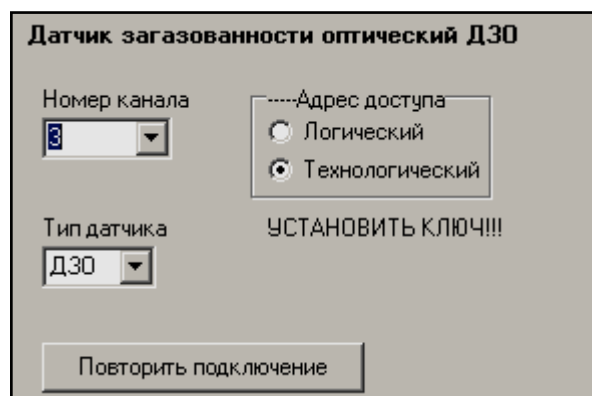 Датчик загазованности оптический ДЗО
Номер канала
3
-----Адрес доступа
Логический
Технологический
Тип датчика
ДЗО
УСТАНОВИТЬ КЛЮЧ!!!
Повторить подключение